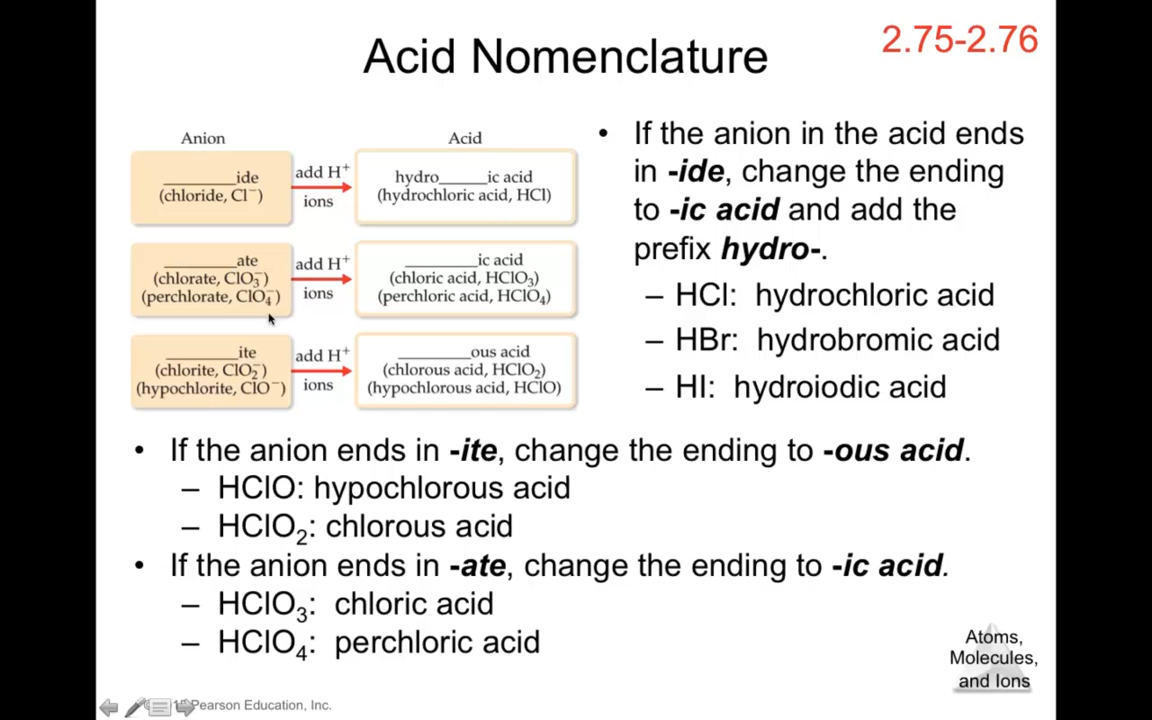 Acid Nomenclature
2.75-2.76
Anion
Acid
________ide
(chloride, Cl⁻)
add H⁺
ions
hydro_____ic acid
(hydrochloric acid, HCl)
________ate
(chlorate, ClO₃⁻)
(perchlorate, ClO₄⁻)
add H⁺
ions
________ic acid
(chloric acid, HClO₃)
(perchloric acid, HClO₄)
________ite
(chlorite, ClO₂⁻)
(hypochlorite, ClO⁻)
add H⁺
ions
________ous acid
(chlorous acid, HClO₂)
(hypochlorous acid, HClO)
• If the anion in the acid ends
in -ide, change the ending
to -ic acid and add the
prefix hydro-.
– HCl: hydrochloric acid
– HBr: hydrobromic acid
– HI: hydroiodic acid
• If the anion ends in -ite, change the ending to -ous acid.
– HClO: hypochlorous acid
– HClO₂: chlorous acid
• If the anion ends in -ate, change the ending to -ic acid.
– HClO₃: chloric acid
– HClO₄: perchloric acid
Atoms,
Molecules,
and Ions
Pearson Education, Inc.